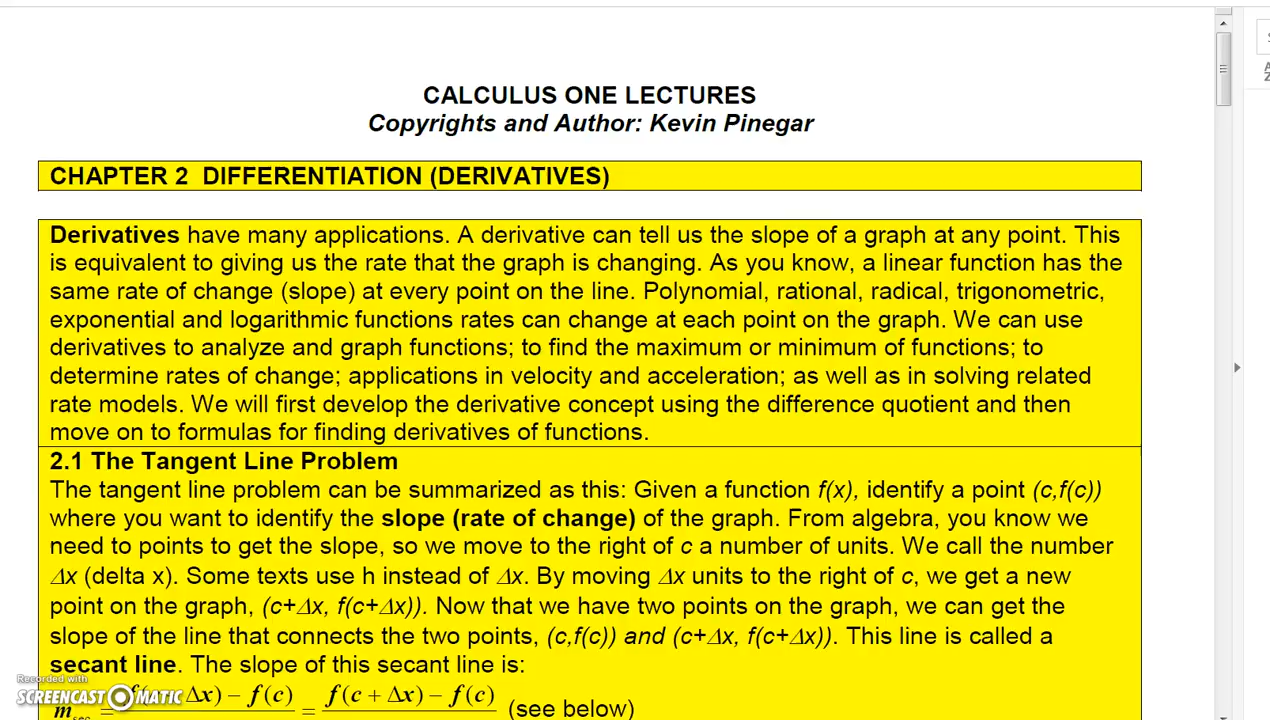 CALCULUS ONE LECTURES
Copyrights and Author: Kevin Pinegar
CHAPTER 2 DIFFERENTIATION (DERIVATIVES)
Derivatives have many applications. A derivative can tell us the slope of a graph at any point. This
is equivalent to giving us the rate that the graph is changing. As you know, a linear function has the
same rate of change (slope) at every point on the line. Polynomial, rational, radical, trigonometric,
exponential and logarithmic functions rates can change at each point on the graph. We can use
derivatives to analyze and graph functions; to find the maximum or minimum of functions; to
determine rates of change; applications in velocity and acceleration; as well as in solving related
rate models. We will first develop the derivative concept using the difference quotient and then
move on to formulas for finding derivatives of functions.
2.1 The Tangent Line Problem
The tangent line problem can be summarized as this: Given a function f(x), identify a point (c,f(c))
where you want to identify the slope (rate of change) of the graph. From algebra, you know we
need to points to get the slope, so we move to the right of c a number of units. We call the number
Δx (delta x). Some texts use h instead of Δx. By moving Δx units to the right of c, we get a new
point on the graph, (c+Δx, f(c+Δx)). Now that we have two points on the graph, we can get the
slope of the line that connects the two points, (c,f(c)) and (c+Δx, f(c+Δx)). This line is called a
secant line. The slope of this secant line is:
Recorded with
SCREENCAST MATIC
Δx) − f(c) f(c + Δx) − f(c)
m sec = = (see below)